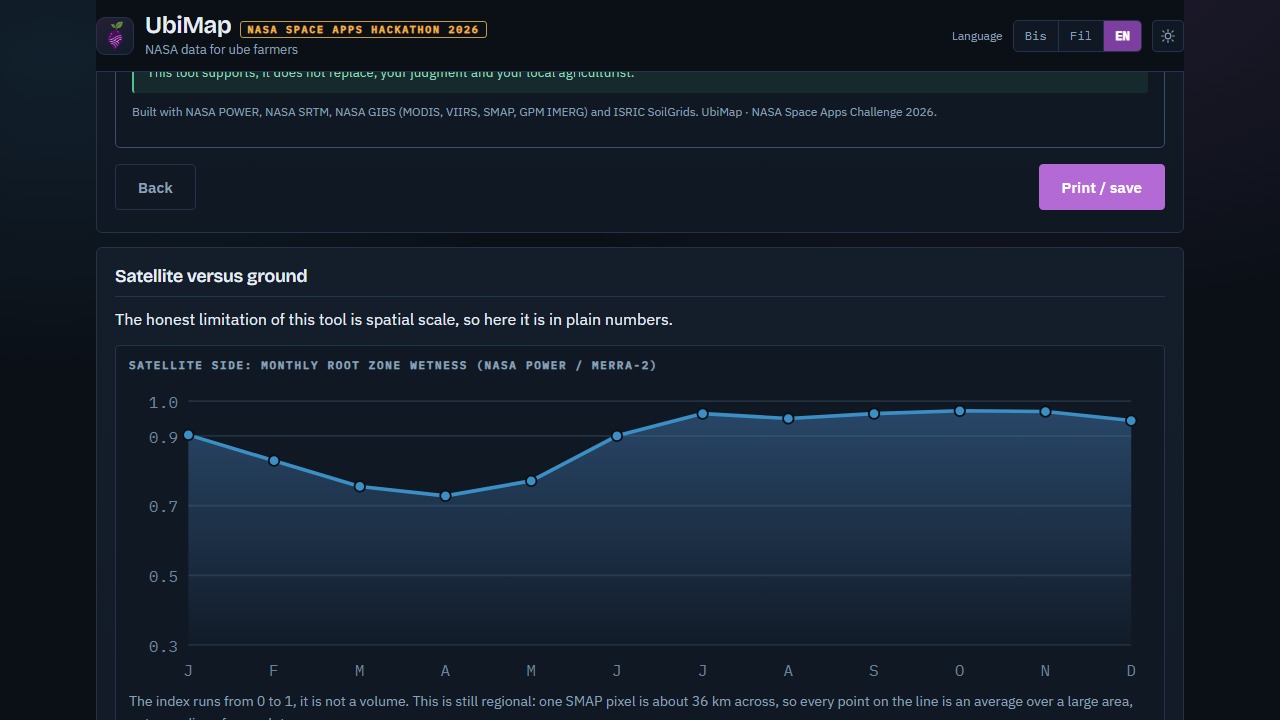 UbiMap NASA SPACE APPS HACKATHON 2026
NASA data for ube farmers
Language Bis Fil EN
This tool supports, it does not replace, your judgment and your local agriculturist.
Built with NASA POWER, NASA SRTM, NASA GIBS (MODIS, VIIRS, SMAP, GPM IMERG) and ISRIC SoilGrids. UbiMap · NASA Space Apps Challenge 2026.
Back
Print / save
Satellite versus ground
The honest limitation of this tool is spatial scale, so here it is in plain numbers.
SATELLITE SIDE: MONTHLY ROOT ZONE WETNESS (NASA POWER / MERRA-2)
1.0
0.9
0.7
0.5
0.3
J F M A M J J A S O N D
The index runs from 0 to 1, it is not a volume. This is still regional: one SMAP pixel is about 36 km across, so every point on the line is an average over a large area,